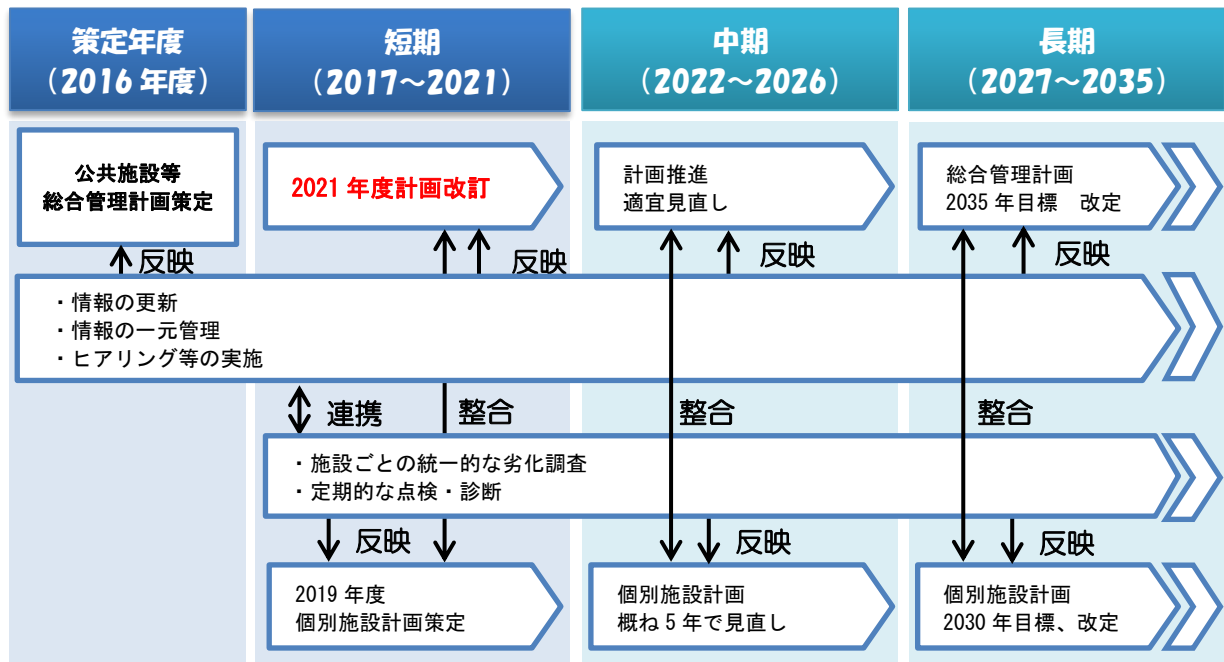 策定年度
(2016 年度)
短期
(2017～2021)
中期
(2022～2026)
長期
(2027～2035)
公共施設等
総合管理計画策定
2021 年度計画改訂
計画推進
適宜見直し
総合管理計画
2035 年目標　改定
反映
反映
反映
反映
・情報の更新
・情報の一元管理
・ヒアリング等の実施
連携
整合
整合
整合
・施設ごとの統一的な劣化調査
・定期的な点検・診断
反映
反映
反映
2019 年度
個別施設計画策定
個別施設計画
概ね 5 年で見直し
個別施設計画
2030 年目標、改定